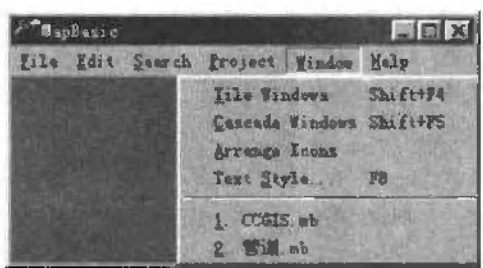 MapBasic
File Edit Search Project Window Help
Tile Windows Shift+F4
Cascade Windows Shift+F5
Arrange Icons
Text Style... F8
1. CCGIS.mb
2 .mb